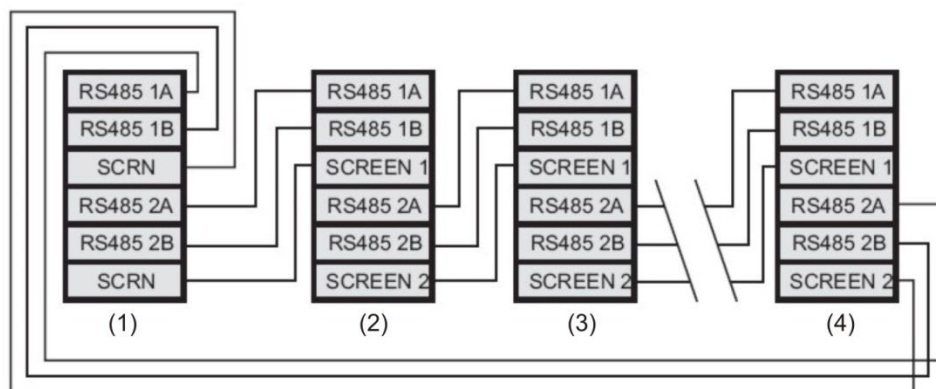 RS485 1A
RS485 1B
SCRN
RS485 2A
RS485 2B
SCRN
(1)
RS485 1A
RS485 1B
SCREEN 1
RS485 2A
RS485 2B
SCREEN 2
(2)
RS485 1A
RS485 1B
SCREEN 1
RS485 2A
RS485 2B
SCREEN 2
(3)
RS485 1A
RS485 1B
SCREEN 1
RS485 2A
RS485 2B
SCREEN 2
(4)